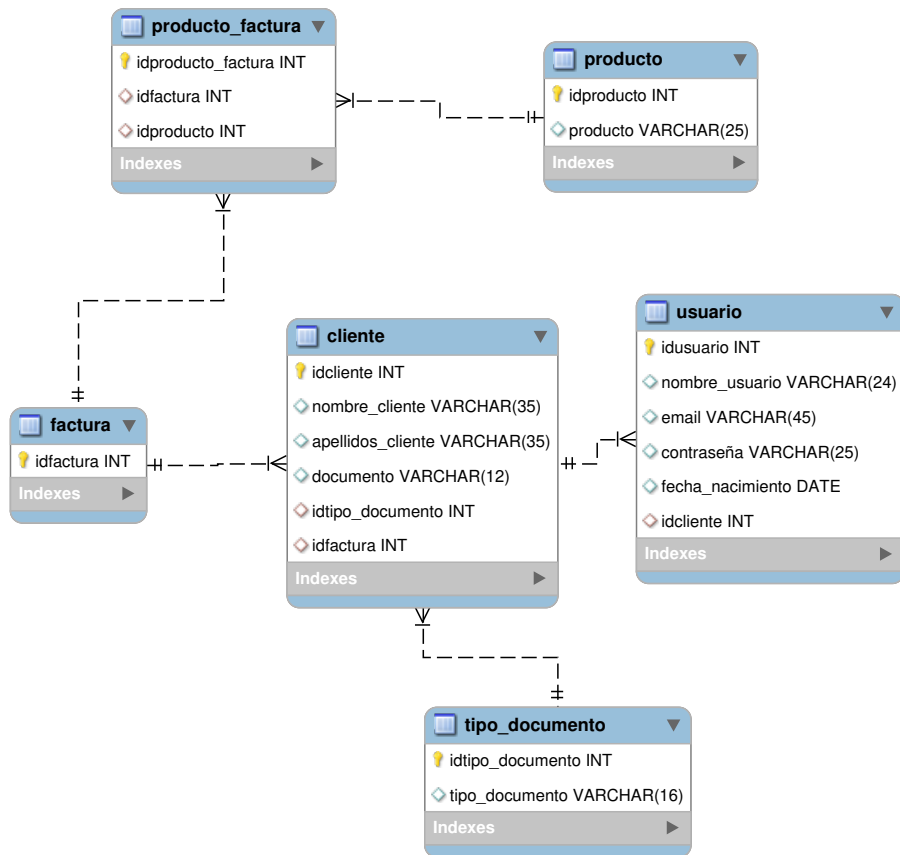 producto_factura
idproducto_factura INT
idfactura INT
idproducto INT
Indexes
producto
idproducto INT
producto VARCHAR(25)
Indexes
factura
idfactura INT
Indexes
cliente
idcliente INT
nombre_cliente VARCHAR(35)
apellidos_cliente VARCHAR(35)
documento VARCHAR(12)
idtipo_documento INT
idfactura INT
Indexes
usuario
idusuario INT
nombre_usuario VARCHAR(24)
email VARCHAR(45)
contraseña VARCHAR(25)
fecha_nacimiento DATE
idcliente INT
Indexes
tipo_documento
idtipo_documento INT
tipo_documento VARCHAR(16)
Indexes